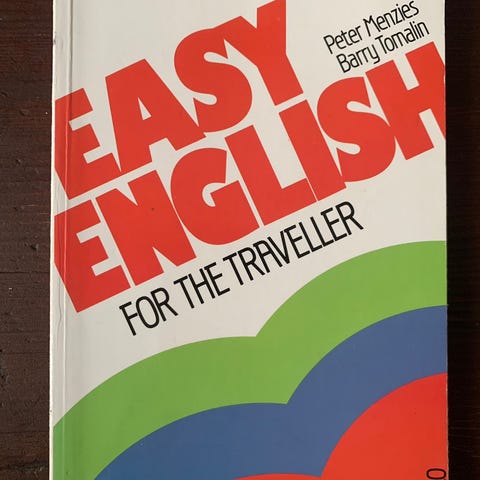 Peter Menzies
Barry Tomalin
EASY
ENGLISH
FOR THE TRAVELLER